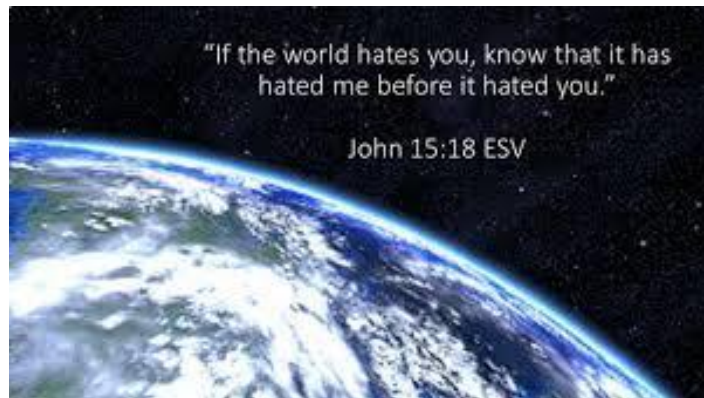 “If the world hates you, know that it has
hated me before it hated you.”
John 15:18 ESV